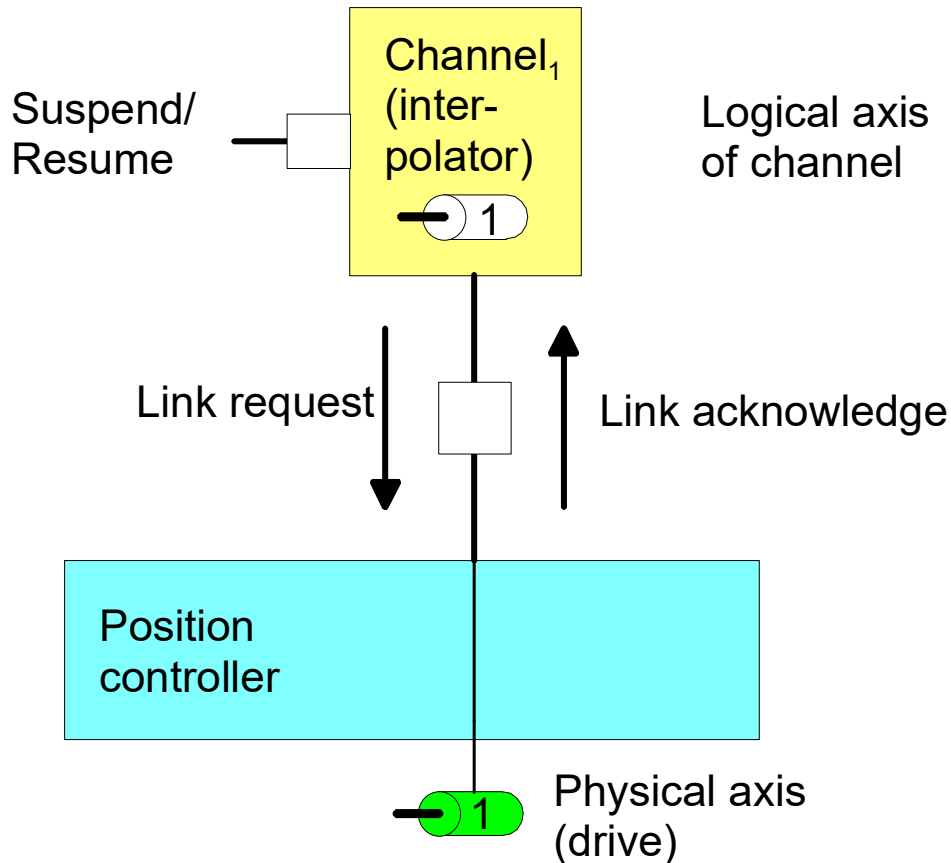 Channel₁
(inter-
polator)
Suspend/
Resume
Logical axis
of channel
1
Link request
Link acknowledge
Position
controller
1
Physical axis
(drive)